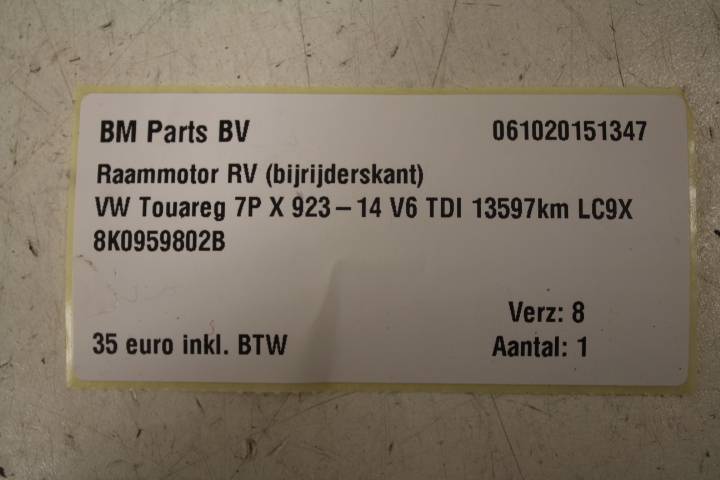 BM Parts BV 061020151347
Raammotor RV (bijrijderskant)
VW Touareg 7P X 923 – 14 V6 TDI 13597km LC9X
8K0959802B
Verz: 8
35 euro inkl. BTW Aantal: 1